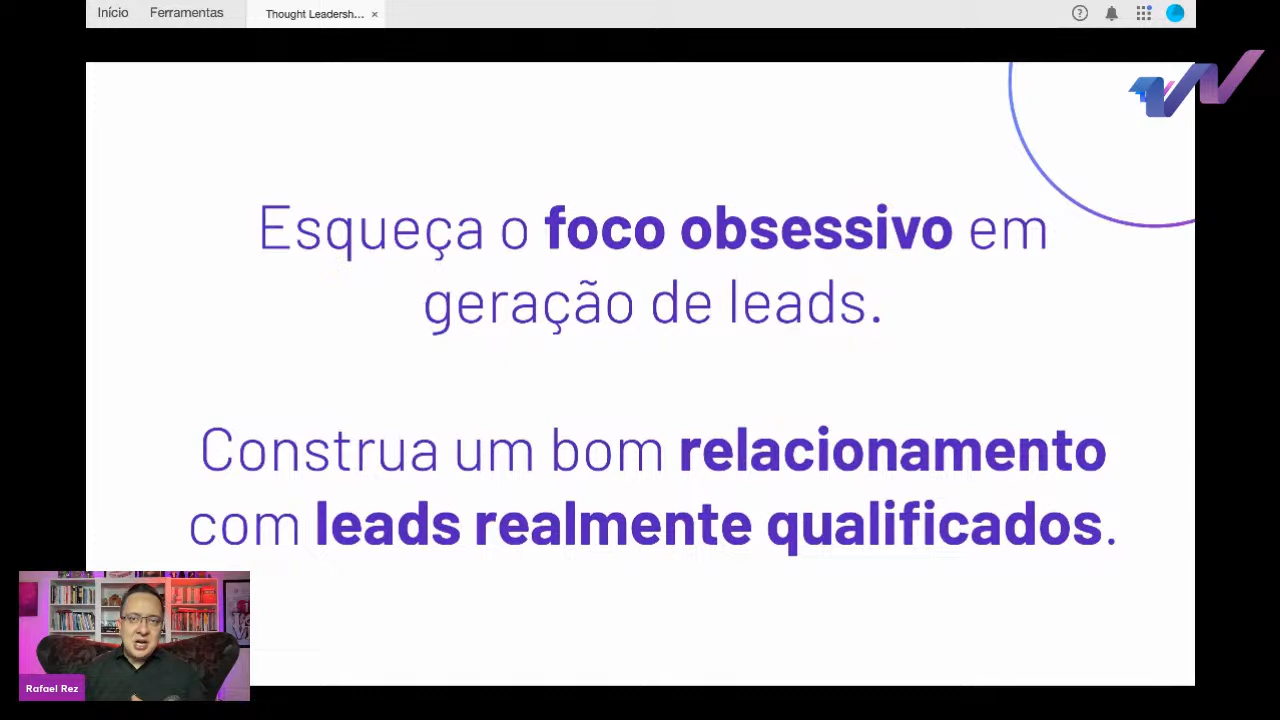 Início Ferramentas Thought Leadersh... ×
Esqueça o foco obsessivo em
geração de leads.
Construa um bom relacionamento
com leads realmente qualificados.
Rafael Rez